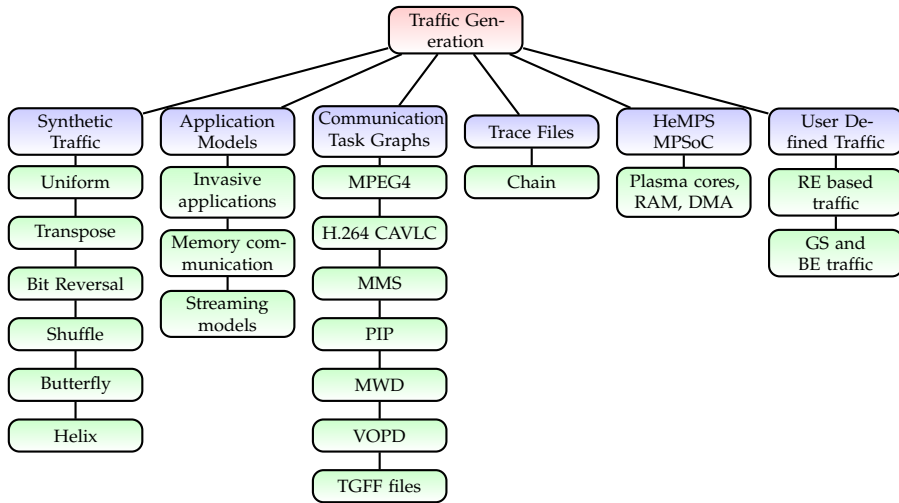 Traffic Gen-
eration
Synthetic
Traffic
Uniform
Transpose
Bit Reversal
Shuffle
Butterfly
Helix
Application
Models
Invasive
applications
Memory com-
munication
Streaming
models
Communication
Task Graphs
MPEG4
H.264 CAVLC
MMS
PIP
MWD
VOPD
TGFF files
Trace Files
Chain
HeMPS
MPSoC
Plasma cores,
RAM, DMA
User De-
fined Traffic
RE based
traffic
GS and
BE traffic